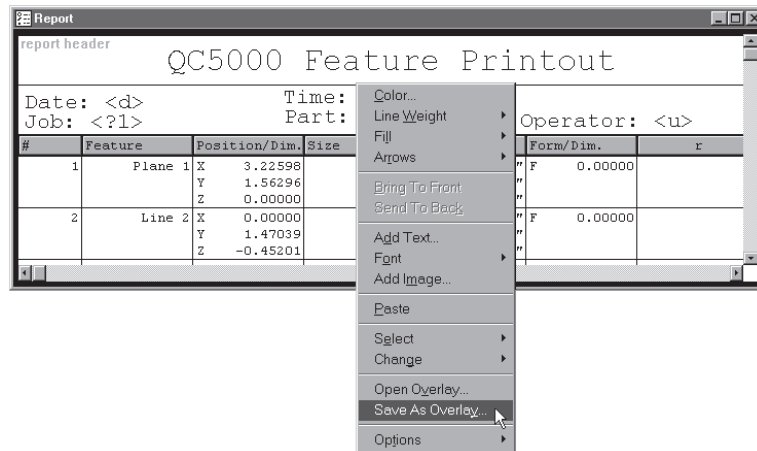 Report
report header
QC5000 Feature Printout
Date: <d>
Time:
Job: <?1>
Part:
Operator: <u>
# Feature Position/Dim. Size Form/Dim. r
1 Plane 1 X 3.22598 " F 0.00000
Y 1.56296 "
Z 0.00000 "
2 Line 2 X 0.00000 " F 0.00000
Y 1.47039 "
Z -0.45201 "
Color...
Line Weight
Fill
Arrows
Bring To Front
Send To Back
Add Text...
Font
Add Image...
Paste
Select
Change
Open Overlay...
Save As Overlay...
Options